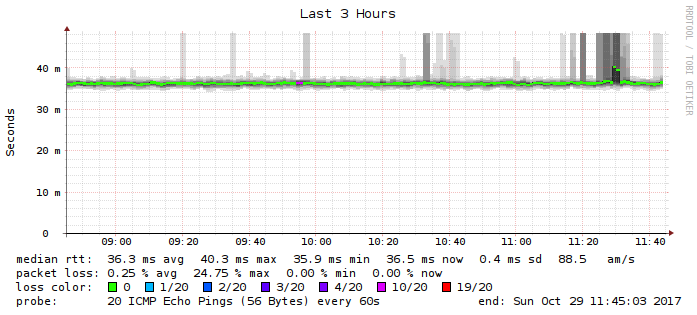 Last 3 Hours
RRDTOOL / TOBI OETIKER
Seconds
40 m
30 m
20 m
10 m
0
09:00 09:20 09:40 10:00 10:20 10:40 11:00 11:20 11:40
median rtt: 36.3 ms avg 40.3 ms max 35.9 ms min 36.5 ms now 0.4 ms sd 88.5 am/s
packet loss: 0.25 % avg 24.75 % max 0.00 % min 0.00 % now
loss color: 0 1/20 2/20 3/20 4/20 10/20 19/20
probe: 20 ICMP Echo Pings (56 Bytes) every 60s end: Sun Oct 29 11:45:03 2017